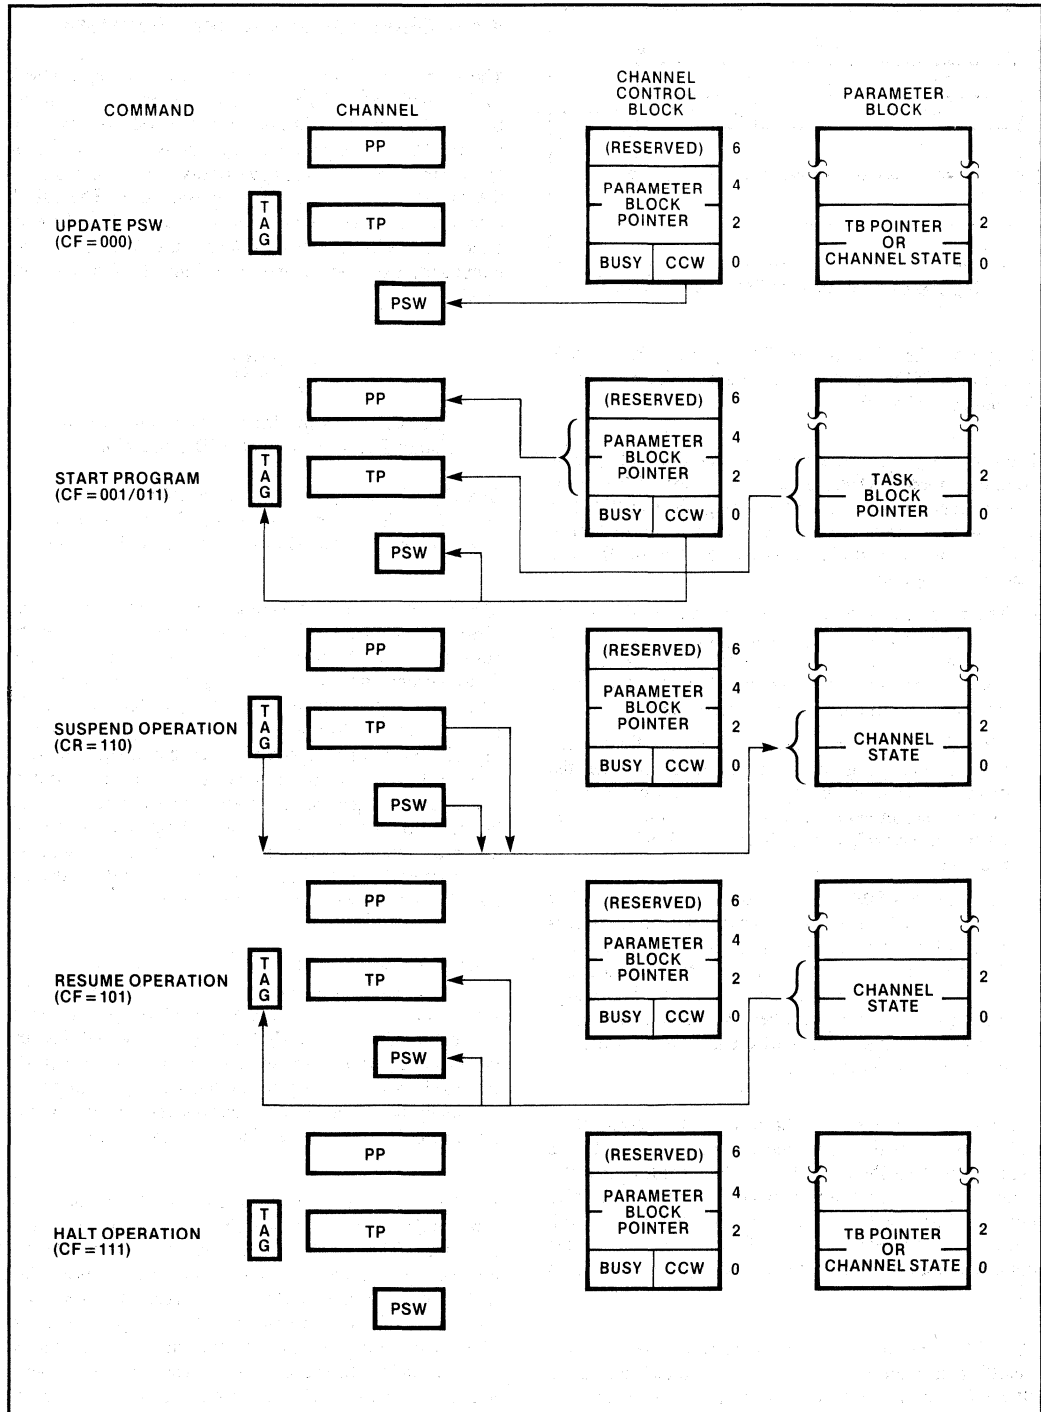 COMMAND
CHANNEL
CHANNEL
CONTROL
BLOCK
PARAMETER
BLOCK
UPDATE PSW
(CF = 000)
TAG
PP
TP
PSW
(RESERVED) 6
PARAMETER 4
BLOCK
POINTER 2
BUSY CCW 0
TB POINTER 2
OR
CHANNEL STATE 0
START PROGRAM
(CF = 001/011)
TAG
PP
TP
PSW
(RESERVED) 6
PARAMETER 4
BLOCK
POINTER 2
BUSY CCW 0
TASK 2
BLOCK
POINTER 0
SUSPEND OPERATION
(CR = 110)
TAG
PP
TP
PSW
(RESERVED) 6
PARAMETER 4
BLOCK
POINTER 2
BUSY CCW 0
CHANNEL 2
STATE 0
RESUME OPERATION
(CF = 101)
TAG
PP
TP
PSW
(RESERVED) 6
PARAMETER 4
BLOCK
POINTER 2
BUSY CCW 0
CHANNEL 2
STATE 0
HALT OPERATION
(CF = 111)
TAG
PP
TP
PSW
(RESERVED) 6
PARAMETER 4
BLOCK
POINTER 2
BUSY CCW 0
TB POINTER 2
OR
CHANNEL STATE 0